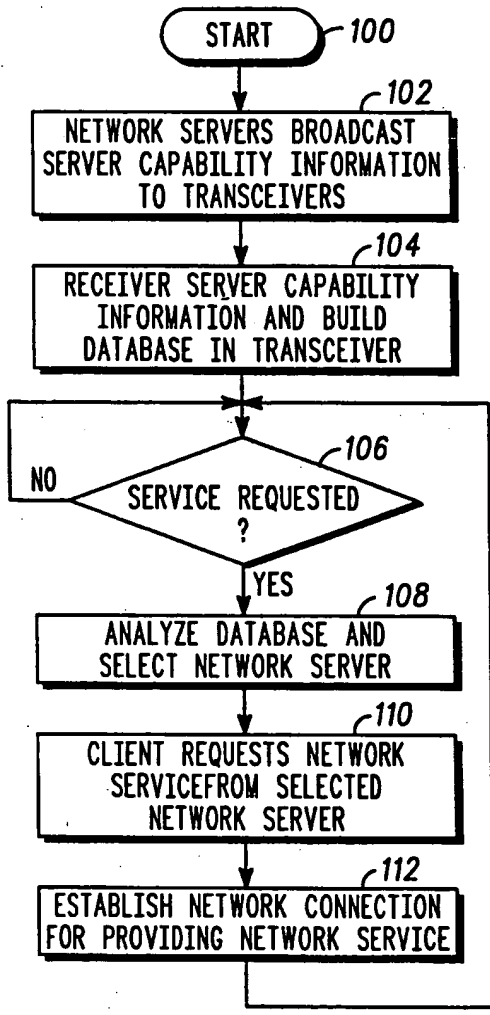 START
100
102
NETWORK SERVERS BROADCAST
SERVER CAPABILITY INFORMATION
TO TRANSCEIVERS
104
RECEIVER SERVER CAPABILITY
INFORMATION AND BUILD
DATABASE IN TRANSCEIVER
106
NO
SERVICE REQUESTED
?
YES
108
ANALYZE DATABASE AND
SELECT NETWORK SERVER
110
CLIENT REQUESTS NETWORK
SERVICEFROM SELECTED
NETWORK SERVER
112
ESTABLISH NETWORK CONNECTION
FOR PROVIDING NETWORK SERVICE